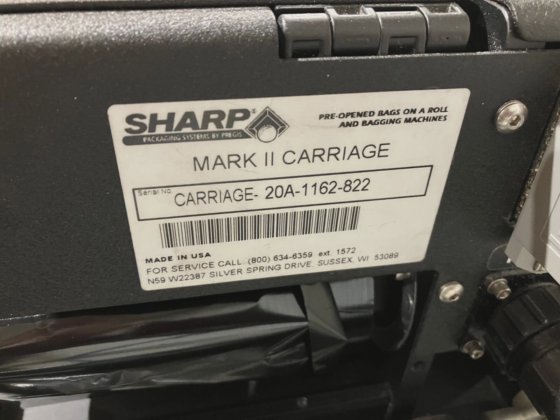 SHARP
PACKAGING SYSTEMS BY PREGIS
PRE-OPENED BAGS ON A ROLL
AND BAGGING MACHINES
MARK II CARRIAGE
Serial No.
CARRIAGE- 20A-1162-822
MADE IN USA
FOR SERVICE CALL: (800) 634-6359 ext. 1572
N59 W22387 SILVER SPRING DRIVE, SUSSEX, WI 53089